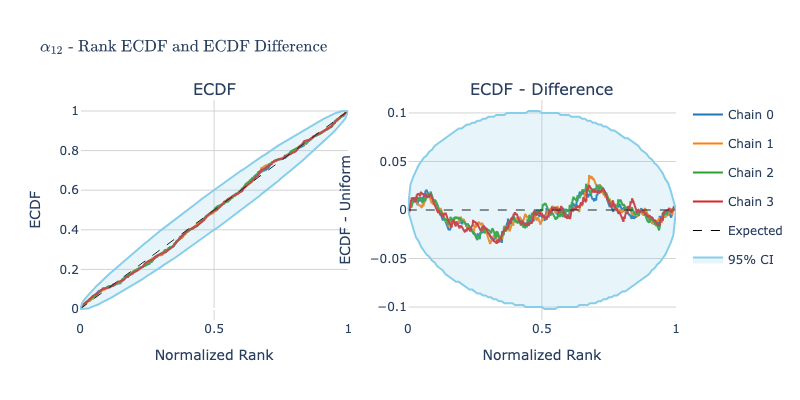 α₁₂ - Rank ECDF and ECDF Difference
ECDF
ECDF - Difference
ECDF
1
0.8
0.6
0.4
0.2
0
0
0.5
1
Normalized Rank
ECDF - Uniform
0.1
0.05
0
−0.05
−0.1
0
0.5
1
Normalized Rank
Chain 0
Chain 1
Chain 2
Chain 3
Expected
95% CI